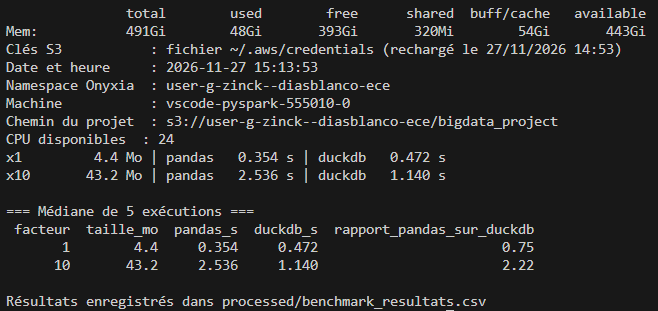 total used free shared buff/cache available
Mem: 491Gi 48Gi 393Gi 320Mi 54Gi 443Gi
Clés S3 : fichier ~/.aws/credentials (rechargé le 27/11/2026 14:53)
Date et heure : 2026-11-27 15:13:53
Namespace Onyxia : user-g-zinck--diasblanco-ece
Machine : vscode-pyspark-555010-0
Chemin du projet : s3://user-g-zinck--diasblanco-ece/bigdata_project
CPU disponibles : 24
x1 4.4 Mo | pandas 0.354 s | duckdb 0.472 s
x10 43.2 Mo | pandas 2.536 s | duckdb 1.140 s
=== Médiane de 5 exécutions ===
facteur taille_mo pandas_s duckdb_s rapport_pandas_sur_duckdb
1 4.4 0.354 0.472 0.75
10 43.2 2.536 1.140 2.22
Résultats enregistrés dans processed/benchmark_resultats.csv